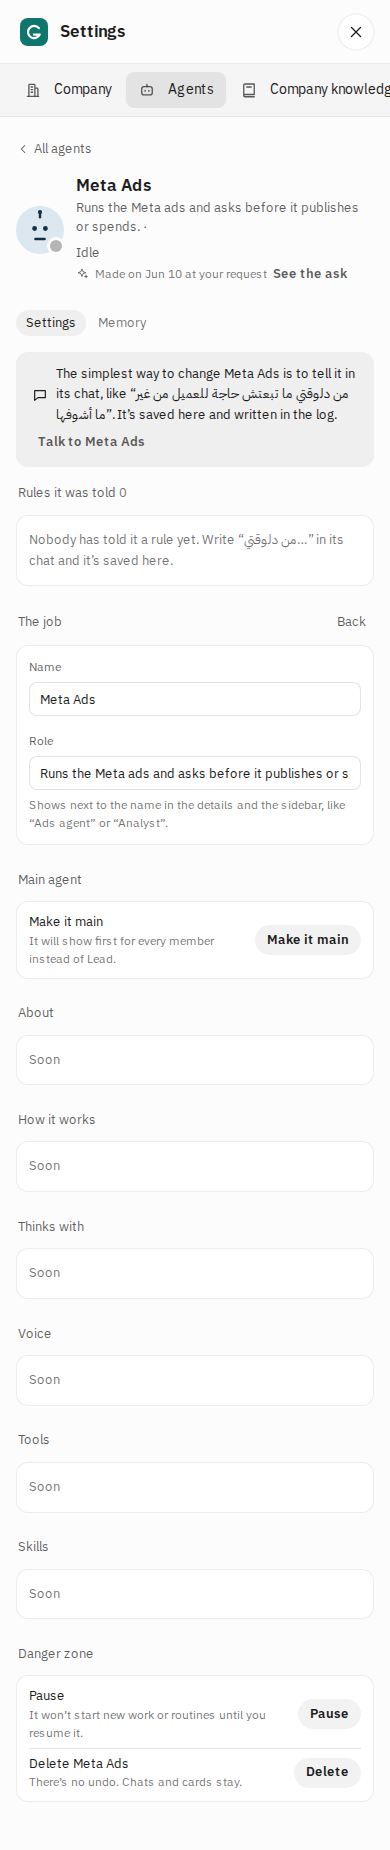 Settings
Company
Agents
Company knowledg
All agents
Meta Ads
Runs the Meta ads and asks before it publishes
or spends. ·
Idle
Made on Jun 10 at your request See the ask
Settings
Memory
The simplest way to change Meta Ads is to tell it in
its chat, like “من دلوقتي ما تبعتش حاجة للعميل من غير
ما أشوفها”. It’s saved here and written in the log.
Talk to Meta Ads
Rules it was told 0
Nobody has told it a rule yet. Write “من دلوقتي…” in its
chat and it’s saved here.
The job
Back
Name
Meta Ads
Role
Runs the Meta ads and asks before it publishes or s
Shows next to the name in the details and the sidebar, like
“Ads agent” or “Analyst”.
Main agent
Make it main
It will show first for every member
instead of Lead.
Make it main
About
Soon
How it works
Soon
Thinks with
Soon
Voice
Soon
Tools
Soon
Skills
Soon
Danger zone
Pause
It won’t start new work or routines until you
resume it.
Pause
Delete Meta Ads
There’s no undo. Chats and cards stay.
Delete